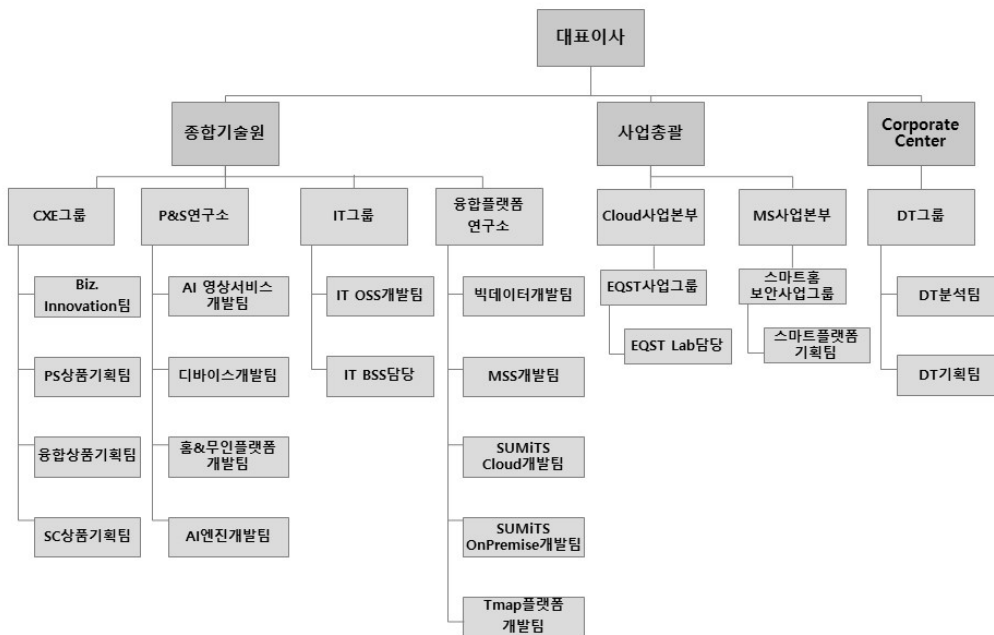 대표이사
종합기술원
사업총괄
Corporate
Center
CXE그룹
P&S연구소
IT그룹
융합플랫폼
연구소
Cloud사업본부
MS사업본부
DT그룹
Biz.
Innovation팀
AI 영상서비스
개발팀
IT OSS개발팀
빅데이터개발팀
EQST사업그룹
스마트홈
보안사업그룹
DT분석팀
EQST Lab담당
스마트플랫폼
기획팀
PS상품기획팀
디바이스개발팀
IT BSS담당
MSS개발팀
DT기획팀
융합상품기획팀
홈&무인플랫폼
개발팀
SUMiTS
Cloud개발팀
SC상품기획팀
AI엔진개발팀
SUMiTS
OnPremise개발팀
Tmap플랫폼
개발팀